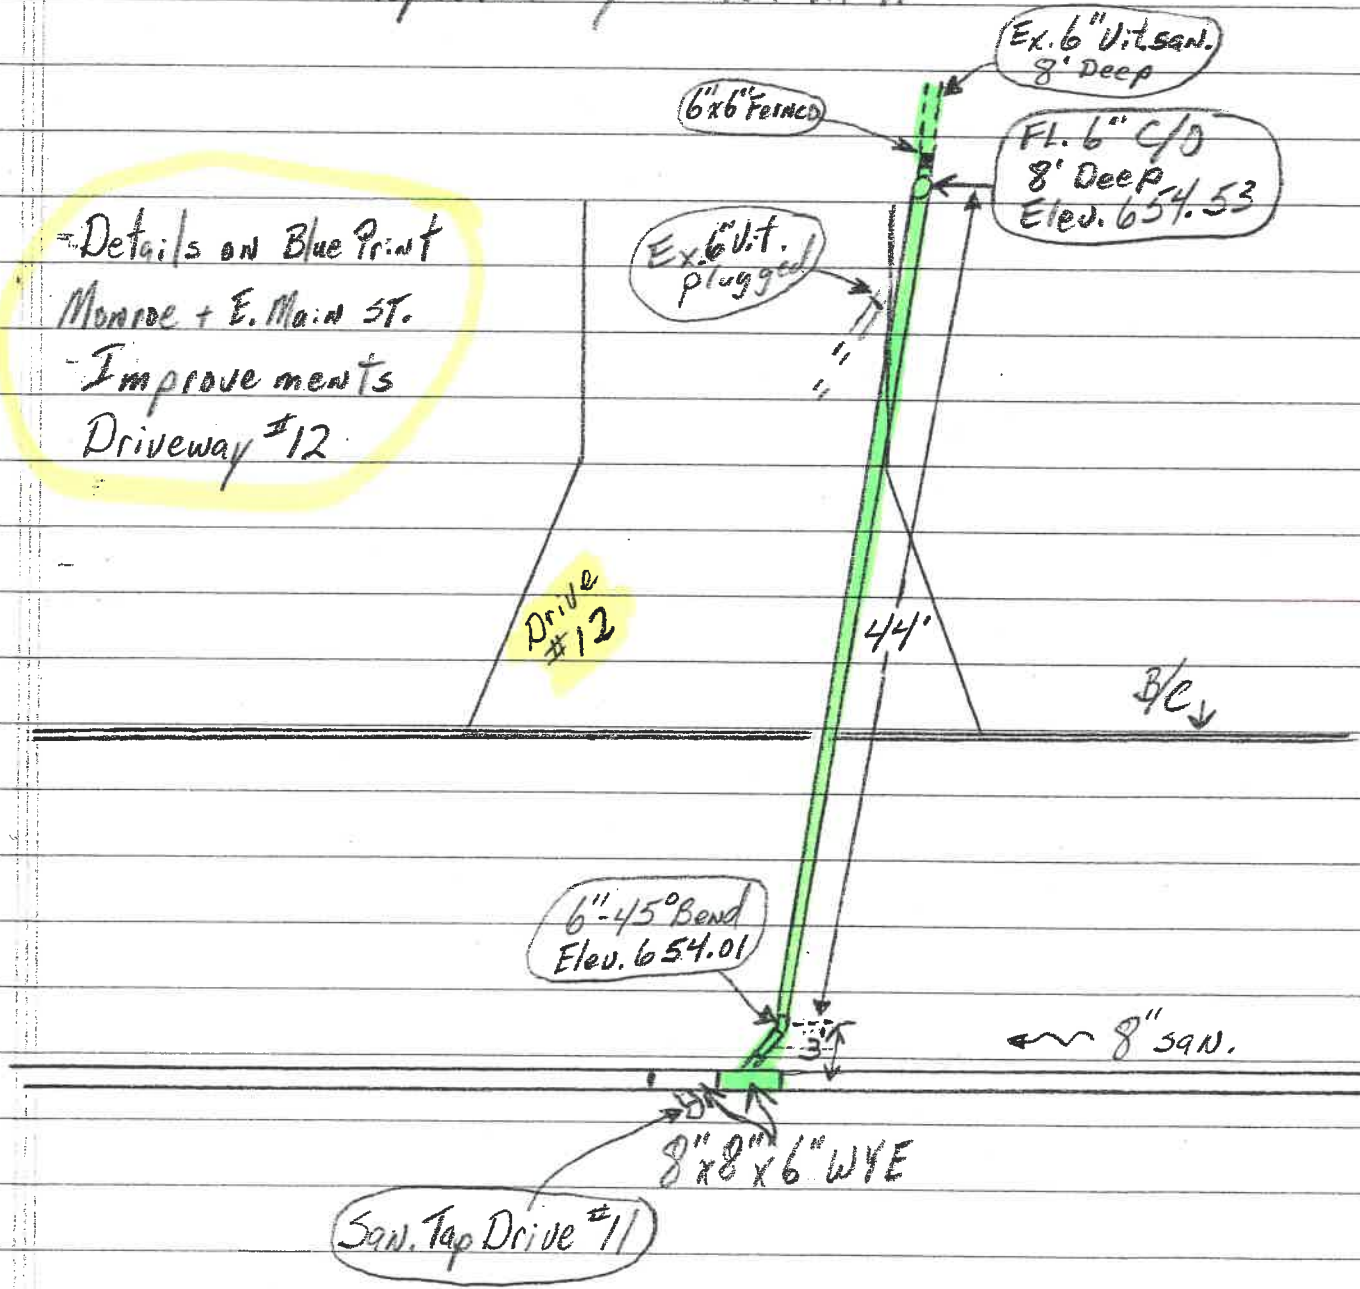 Ex. 6" Vit san.
8' Deep
6"x6" Fernco
FL. 6" C/O
8' Deep
Elev. 654.53
-Details on Blue Print
Monroe + E. Main ST.
-Improvements
Driveway #12
Ex. 6" Vit.
plugged
Drive
#12
44'
B/C
6"-45° Bend
Elev. 654.01
3'
8" san.
8"x8"x6" WYE
San. Tap Drive #11